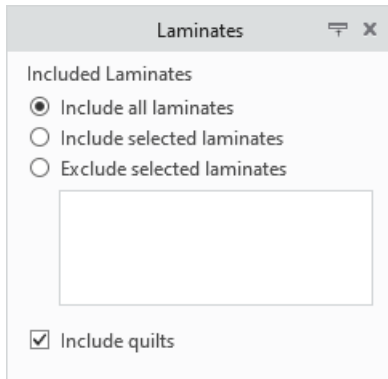 Laminates
Included Laminates
Include all laminates
Include selected laminates
Exclude selected laminates
Include quilts